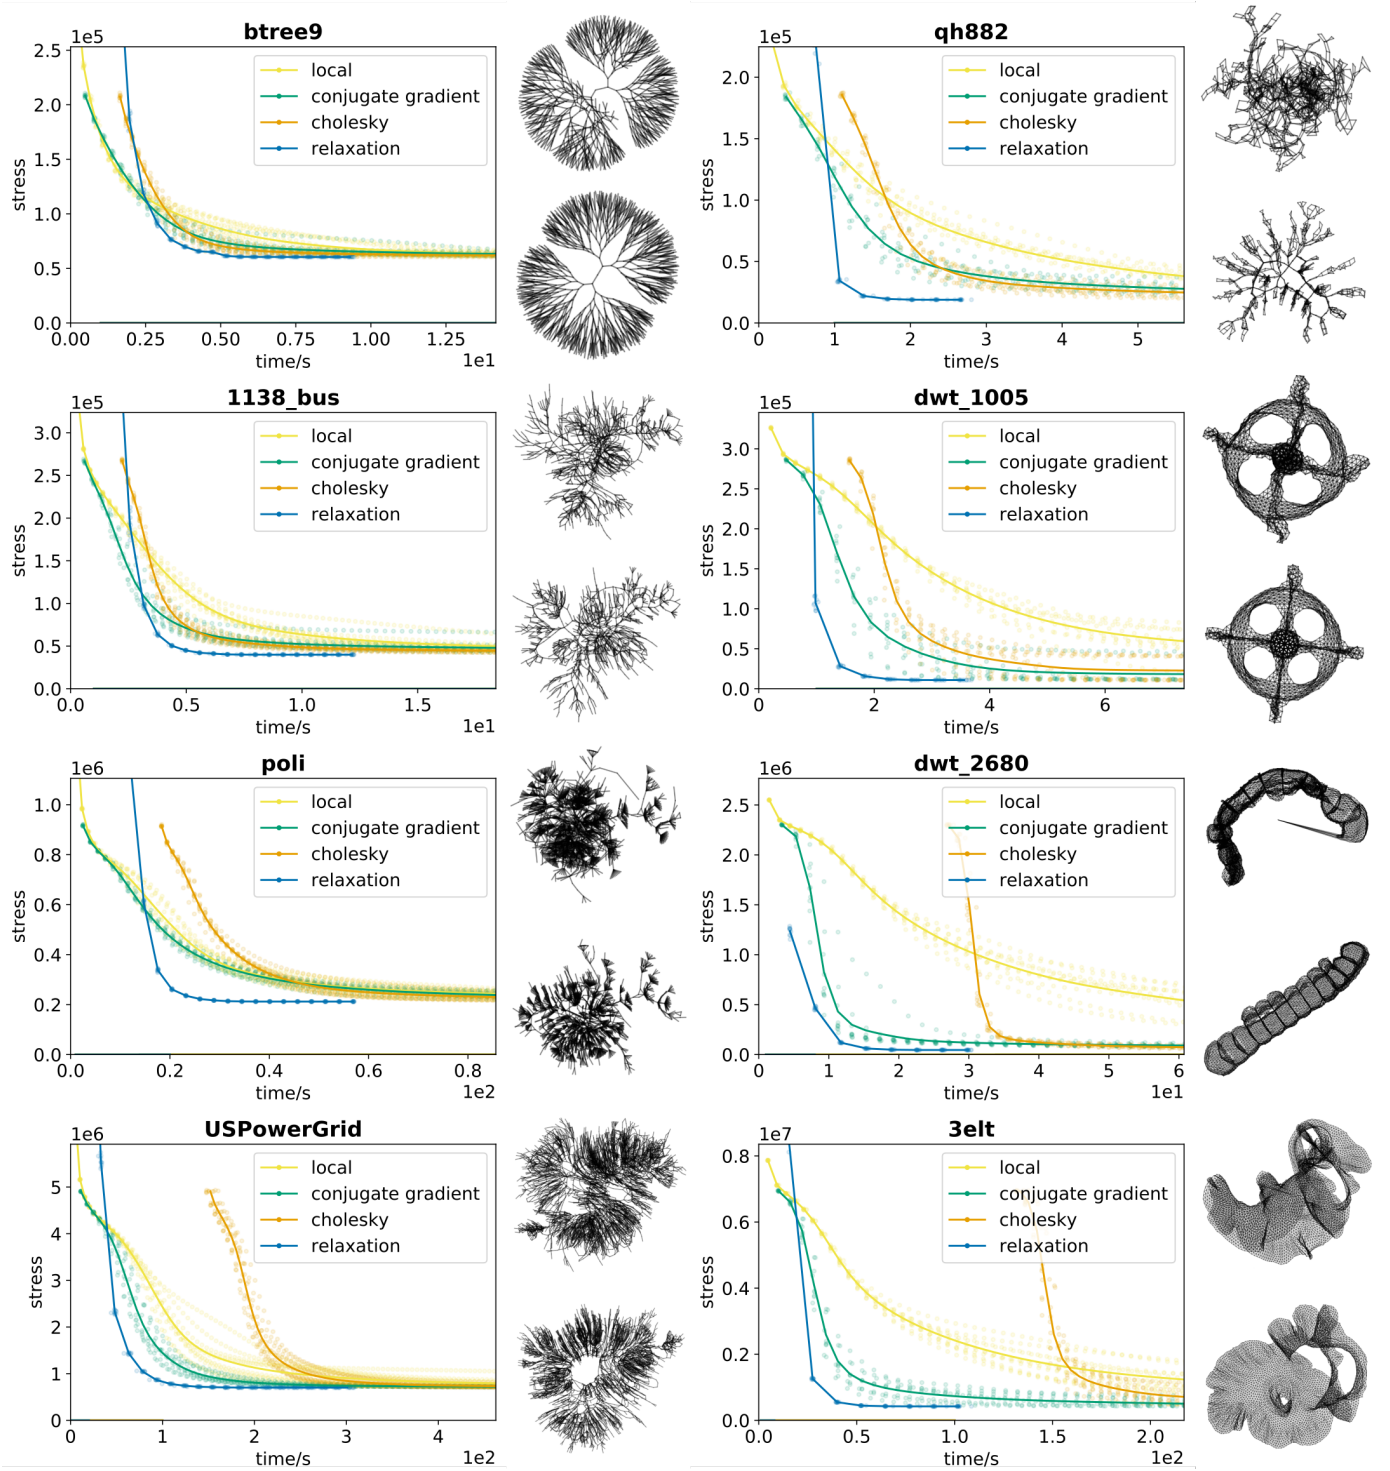 btree9
1e5
2.5
2.0
1.5
1.0
0.5
0.0
stress
local
conjugate gradient
cholesky
relaxation
0.00 0.25 0.50 0.75 1.00 1.25
time/s
1e1
qh882
1e5
2.0
1.5
1.0
0.5
0.0
stress
local
conjugate gradient
cholesky
relaxation
0 1 2 3 4 5
time/s
1138_bus
1e5
3.0
2.5
2.0
1.5
1.0
0.5
0.0
stress
local
conjugate gradient
cholesky
relaxation
0.0 0.5 1.0 1.5
time/s
1e1
dwt_1005
1e5
3.0
2.5
2.0
1.5
1.0
0.5
0.0
stress
local
conjugate gradient
cholesky
relaxation
0 2 4 6
time/s
poli
1e6
1.0
0.8
0.6
0.4
0.2
0.0
stress
local
conjugate gradient
cholesky
relaxation
0.0 0.2 0.4 0.6 0.8
time/s
1e2
dwt_2680
1e6
2.5
2.0
1.5
1.0
0.5
0.0
stress
local
conjugate gradient
cholesky
relaxation
0 1 2 3 4 5 6
time/s
1e1
USPowerGrid
1e6
5
4
3
2
1
0
stress
local
conjugate gradient
cholesky
relaxation
0 1 2 3 4
time/s
1e2
3elt
1e7
0.8
0.6
0.4
0.2
0.0
stress
local
conjugate gradient
cholesky
relaxation
0.0 0.5 1.0 1.5 2.0
time/s
1e2